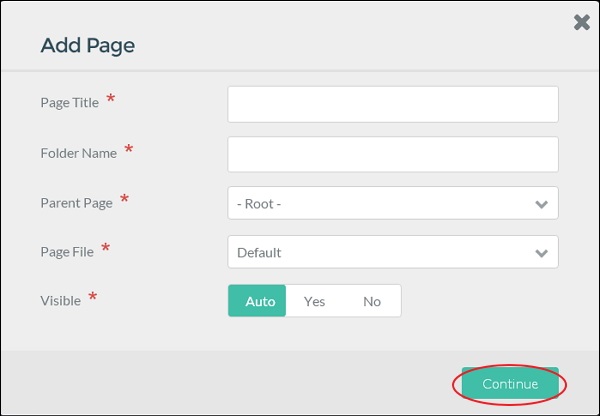 Add Page
Page Title *
Folder Name *
Parent Page * - Root -
Page File * Default
Visible * Auto Yes No
Continue